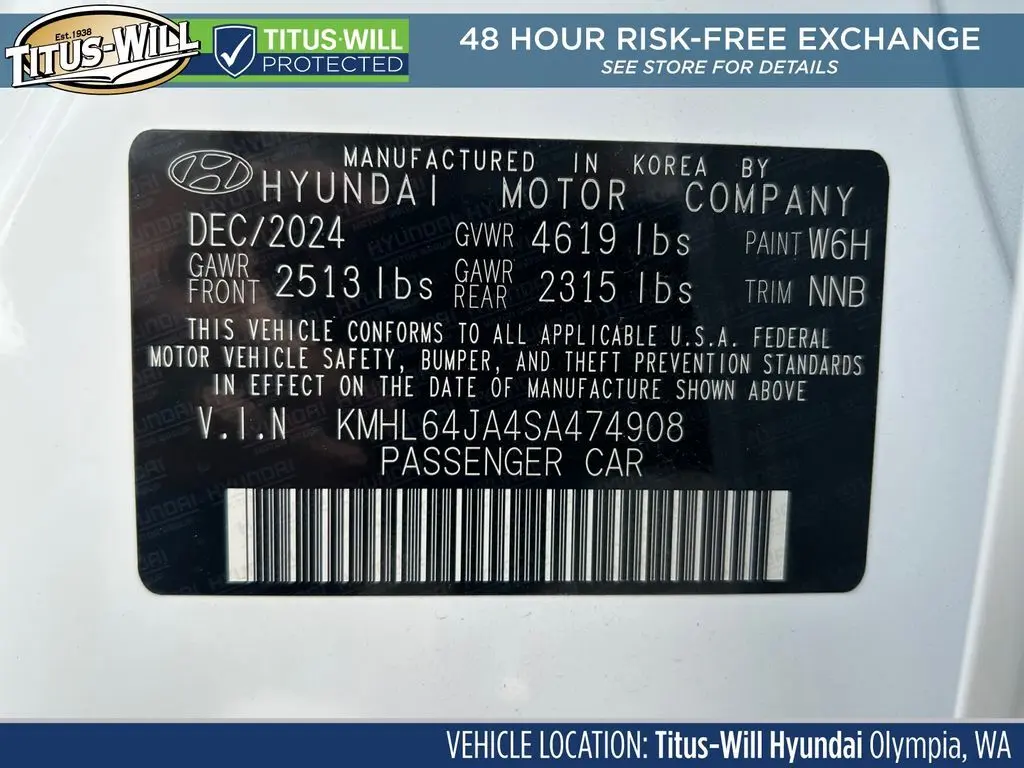 Est.1938
TITUS-WILL
TITUS-WILL
PROTECTED
48 HOUR RISK-FREE EXCHANGE
SEE STORE FOR DETAILS
MANUFACTURED IN KOREA BY
HYUNDAI MOTOR COMPANY
DEC/2024 GVWR 4619 lbs PAINT W6H
GAWR FRONT 2513 lbs GAWR REAR 2315 lbs TRIM NNB
THIS VEHICLE CONFORMS TO ALL APPLICABLE U.S.A. FEDERAL
MOTOR VEHICLE SAFETY, BUMPER, AND THEFT PREVENTION STANDARDS
IN EFFECT ON THE DATE OF MANUFACTURE SHOWN ABOVE
V.I.N KMHL64JA4SA474908
PASSENGER CAR
VEHICLE LOCATION: Titus-Will Hyundai Olympia, WA